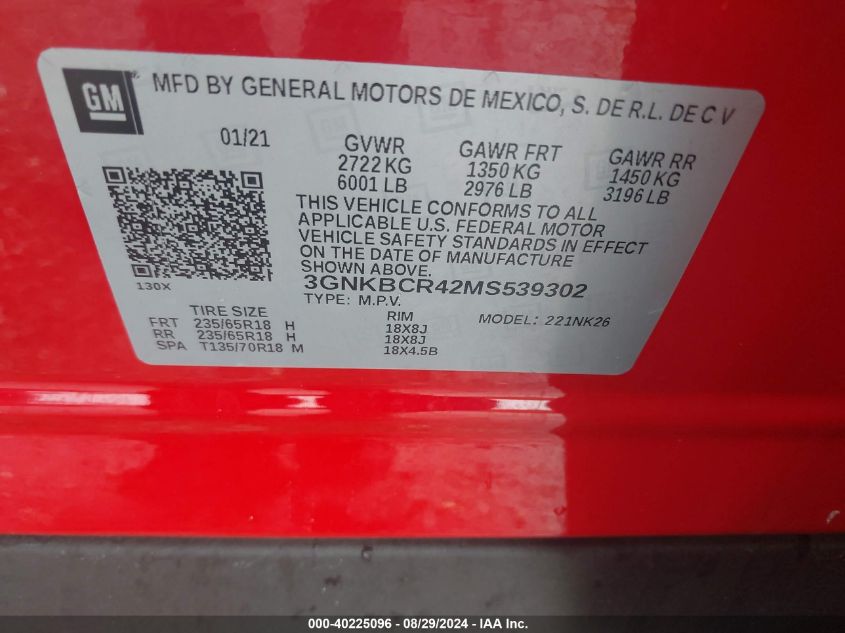 GM
MFD BY GENERAL MOTORS DE MEXICO, S. DE R.L. DE C V
01/21
GVWR
2722 KG
6001 LB
GAWR FRT
1350 KG
2976 LB
GAWR RR
1450 KG
3196 LB
THIS VEHICLE CONFORMS TO ALL
APPLICABLE U.S. FEDERAL MOTOR
VEHICLE SAFETY STANDARDS IN EFFECT
ON THE DATE OF MANUFACTURE
SHOWN ABOVE.
130X
3GNKBCR42MS539302
TYPE: M.P.V.
MODEL: 221NK26
TIRE SIZE
RIM
FRT 235/65R18 H 18X8J
RR 235/65R18 H 18X8J
SPA T135/70R18 M 18X4.5B
000-40225096 - 08/29/2024 - IAA Inc.